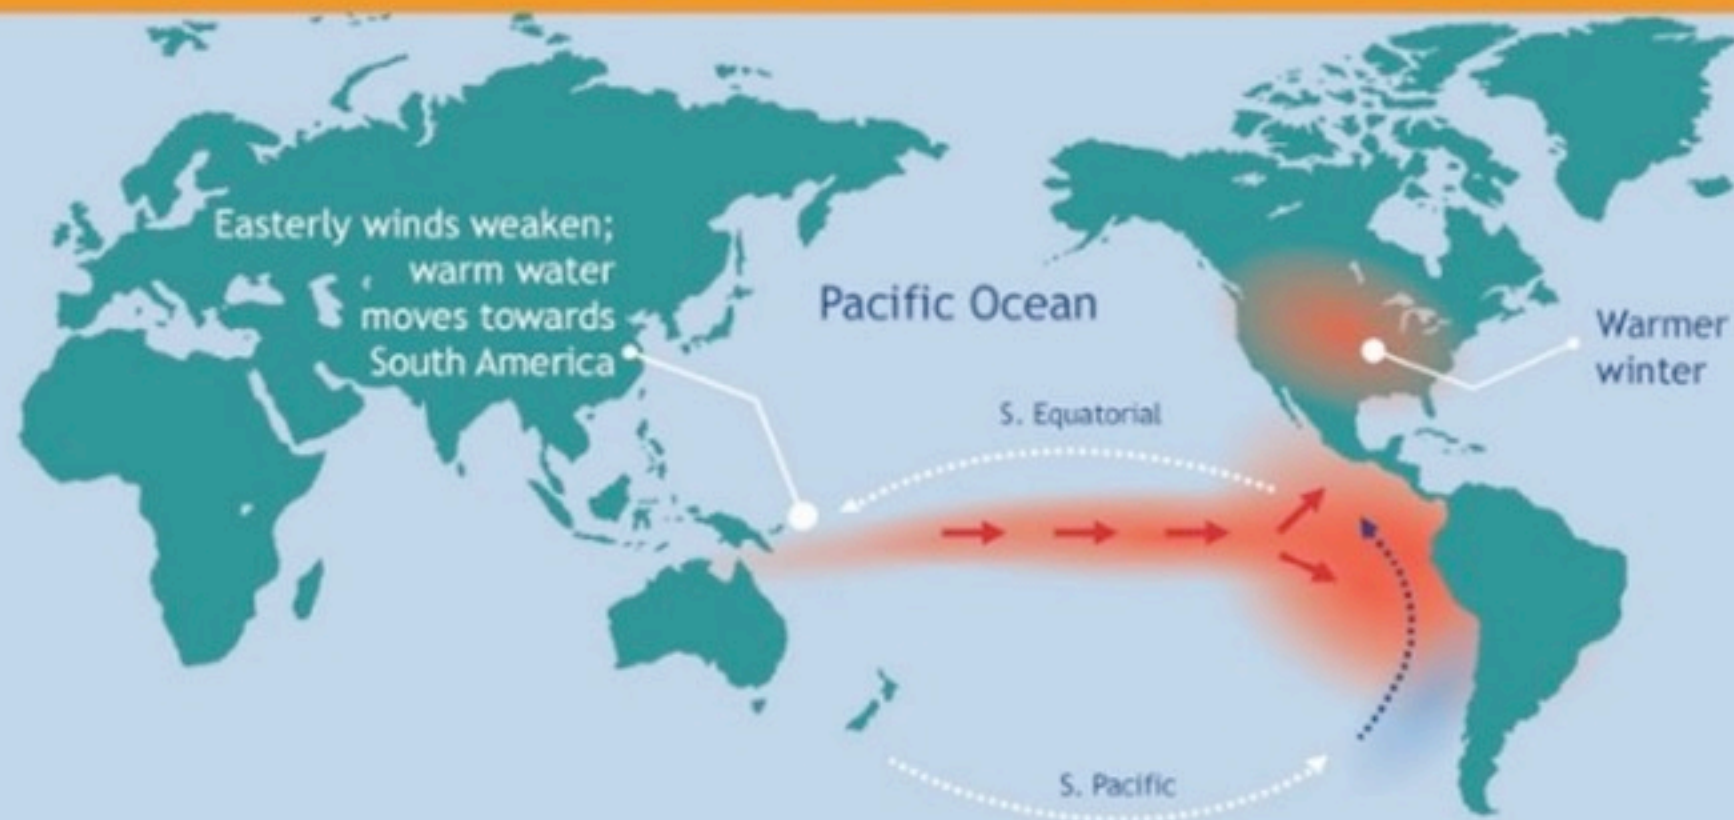 Easterly winds weaken;
warm water
moves towards
South America
Pacific Ocean
Warmer
winter
S. Equatorial
S. Pacific